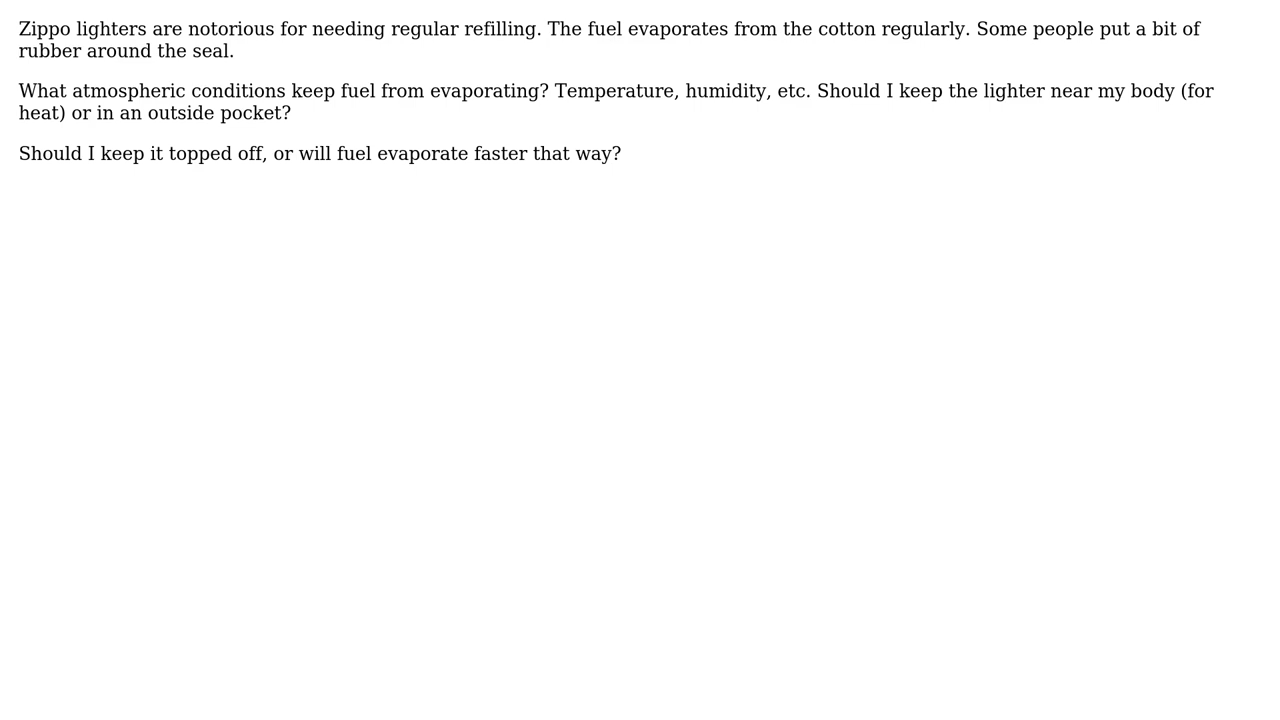 Zippo lighters are notorious for needing regular refilling. The fuel evaporates from the cotton regularly. Some people put a bit of
rubber around the seal.
What atmospheric conditions keep fuel from evaporating? Temperature, humidity, etc. Should I keep the lighter near my body (for
heat) or in an outside pocket?
Should I keep it topped off, or will fuel evaporate faster that way?